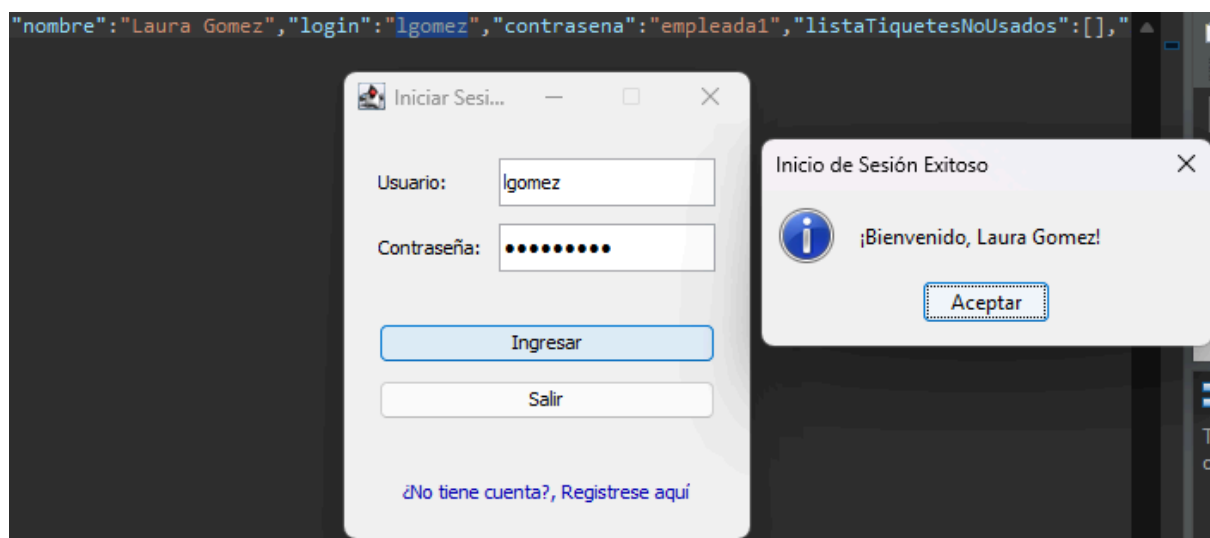 "nombre":"Laura Gomez","login":"lgomez","contrasena":"empleada1","listaTiquetesNoUsados":[],"
Iniciar Sesi...
Usuario:
lgomez
Contraseña:
●●●●●●●●●
Ingresar
Salir
¿No tiene cuenta?, Registrese aquí
Inicio de Sesión Exitoso
¡Bienvenido, Laura Gomez!
Aceptar